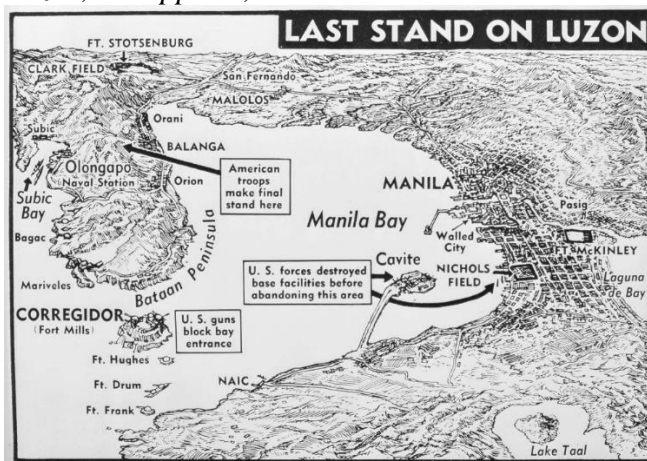 LAST STAND ON LUZON
FT. STOTSENBURG
CLARK FIELD
San Fernando
MALOLOS
Orani
Subic
BALANGA
Olongapo
Naval Station
Orion
Subic
Bay
American
troops
make final
stand here
MANILA
Pasig
Manila Bay
Walled
City
FT. McKINLEY
Bagac
Bataan Peninsula
Cavite
NICHOLS
FIELD
Laguna
de Bay
U. S. forces destroyed
base facilities before
abandoning this area
Mariveles
CORREGIDOR
(Fort Mills)
U. S. guns
block bay
entrance
Ft. Hughes
Ft. Drum
NAIC
Ft. Frank
Lake Taal